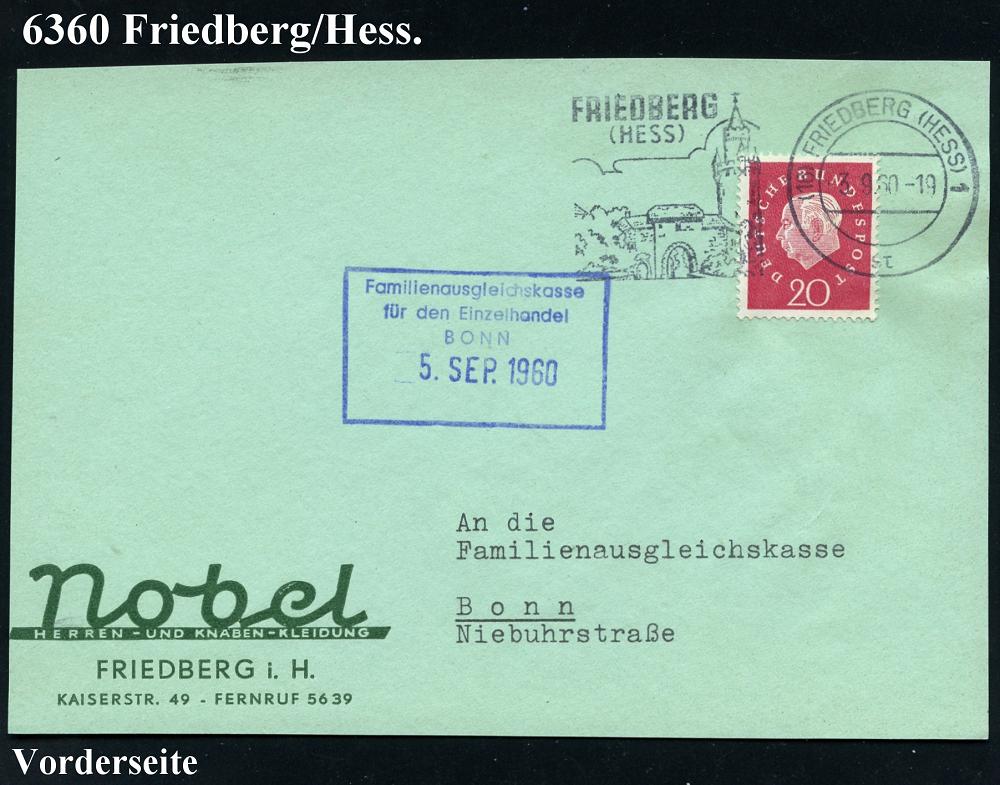 6360 Friedberg/Hess.
FRIEDBERG
(HESS)
(16) FRIEDBERG (HESS) 1
3.9.60-19
DEUTSCHE BUNDESPOST
20
Familienausgleichskasse
für den Einzelhandel
BONN
5. SEP. 1960
An die
Familienausgleichskasse
Bonn
Niebuhrstraße
Nobel
HERREN-UND KNABEN-KLEIDUNG
FRIEDBERG i. H.
KAISERSTR. 49 - FERNRUF 5639
Vorderseite